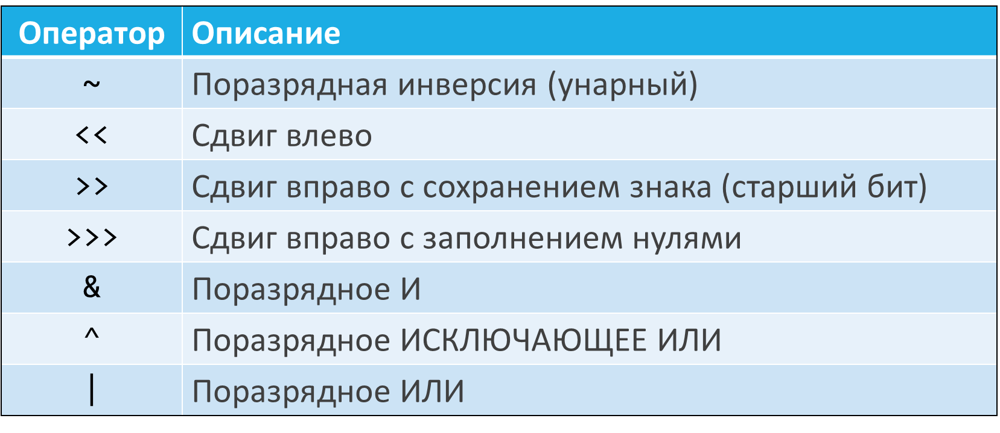 Оператор Описание
~ Поразрядная инверсия (унарный)
<< Сдвиг влево
>> Сдвиг вправо с сохранением знака (старший бит)
>>> Сдвиг вправо с заполнением нулями
& Поразрядное И
^ Поразрядное ИСКЛЮЧАЮЩЕЕ ИЛИ
| Поразрядное ИЛИ